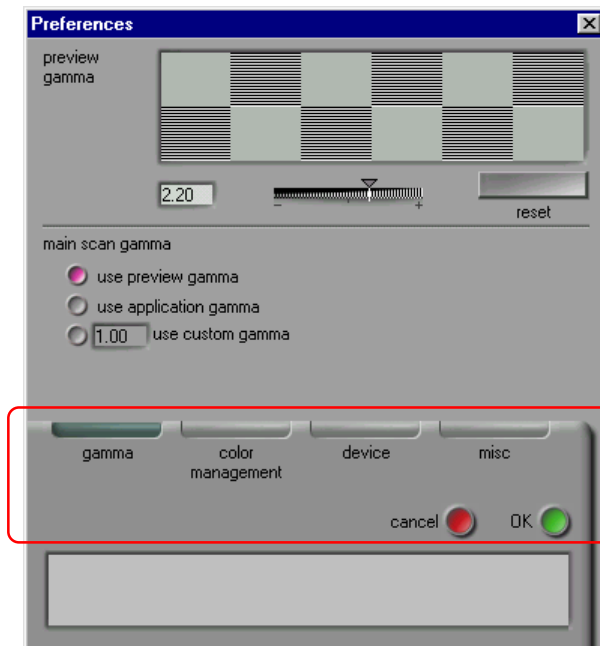 Preferences
preview
gamma
2.20
- +
reset
main scan gamma
use preview gamma
use application gamma
1.00 use custom gamma
gamma color
management device misc
cancel OK